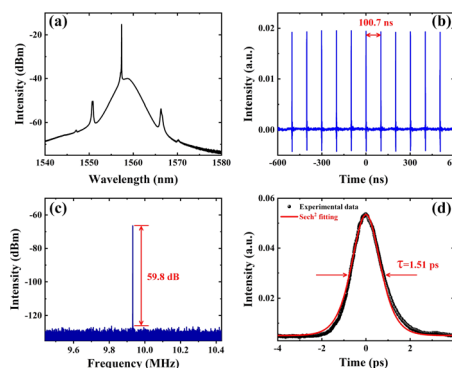 (a)
-20
-40
-60
Intensity (dBm)
1540
1550
1560
1570
1580
Wavelength (nm)
(b)
100.7 ns
0.02
0.01
0.00
Intensity (a.u.)
-600
-300
0
300
600
Time (ns)
(c)
-60
-80
-100
-120
59.8 dB
Intensity (dBm)
9.6
9.8
10.0
10.2
10.4
Frequency (MHz)
(d)
Experimental data
Sech² fitting
τ=1.51 ps
0.06
0.04
0.02
Intensity (a.u.)
-4
-2
0
2
Time (ps)